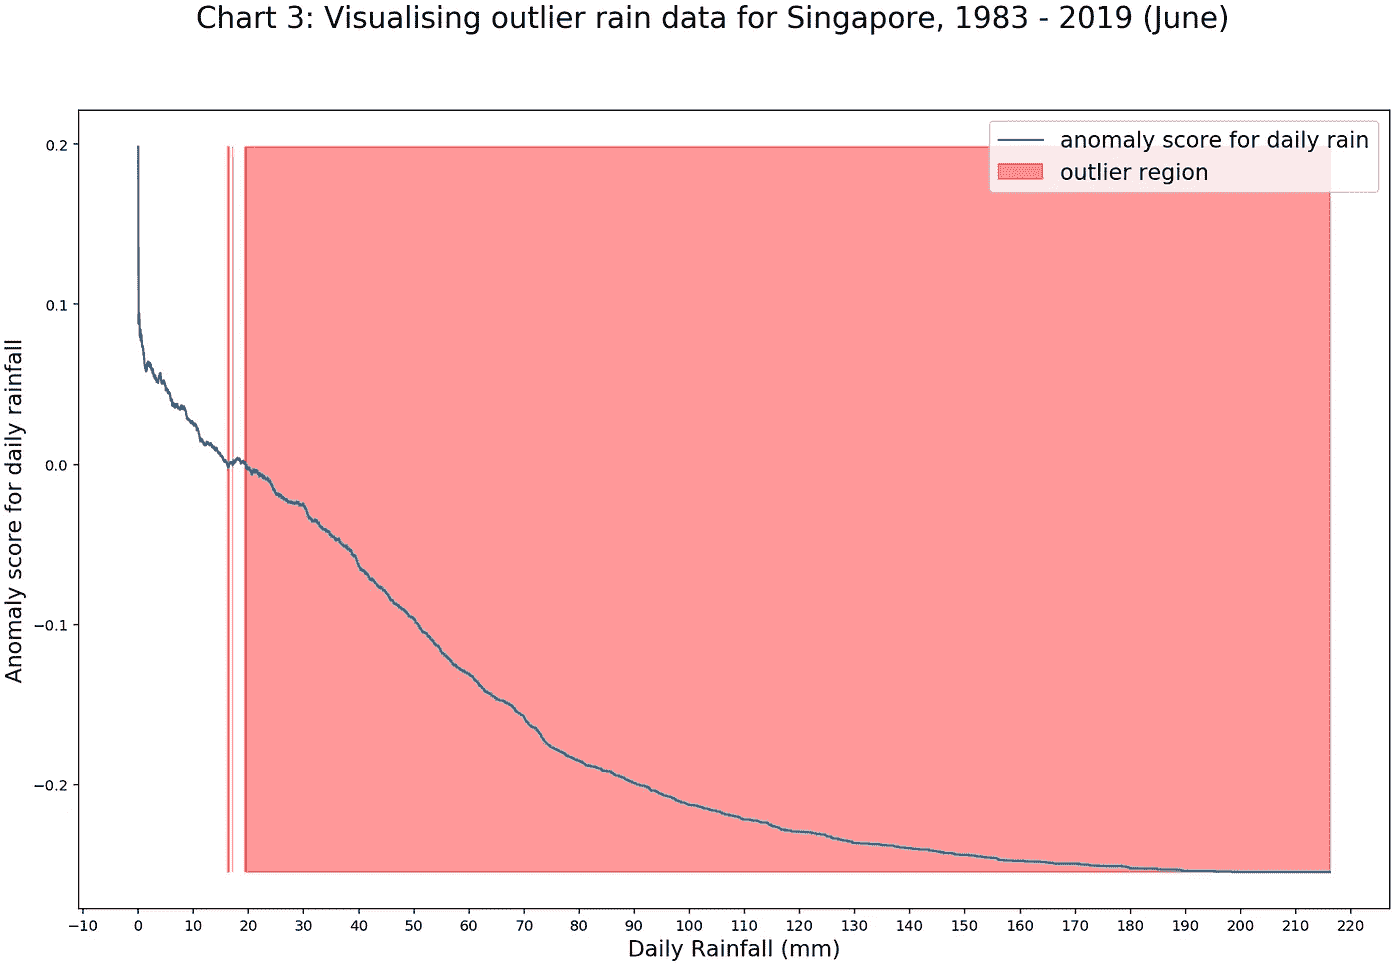 Chart 3: Visualising outlier rain data for Singapore, 1983 - 2019 (June)
anomaly score for daily rain
outlier region
Anomaly score for daily rainfall
0.2
0.1
0.0
−0.1
−0.2
−10 0 10 20 30 40 50 60 70 80 90 100 110 120 130 140 150 160 170 180 190 200 210 220
Daily Rainfall (mm)